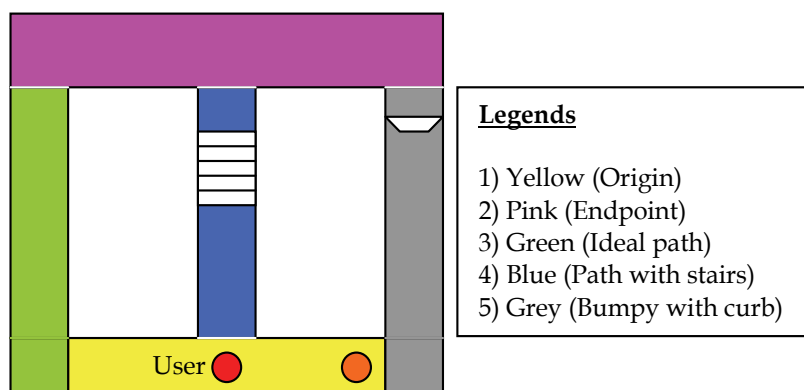 Legends
1) Yellow (Origin)
2) Pink (Endpoint)
3) Green (Ideal path)
4) Blue (Path with stairs)
5) Grey (Bumpy with curb)
User